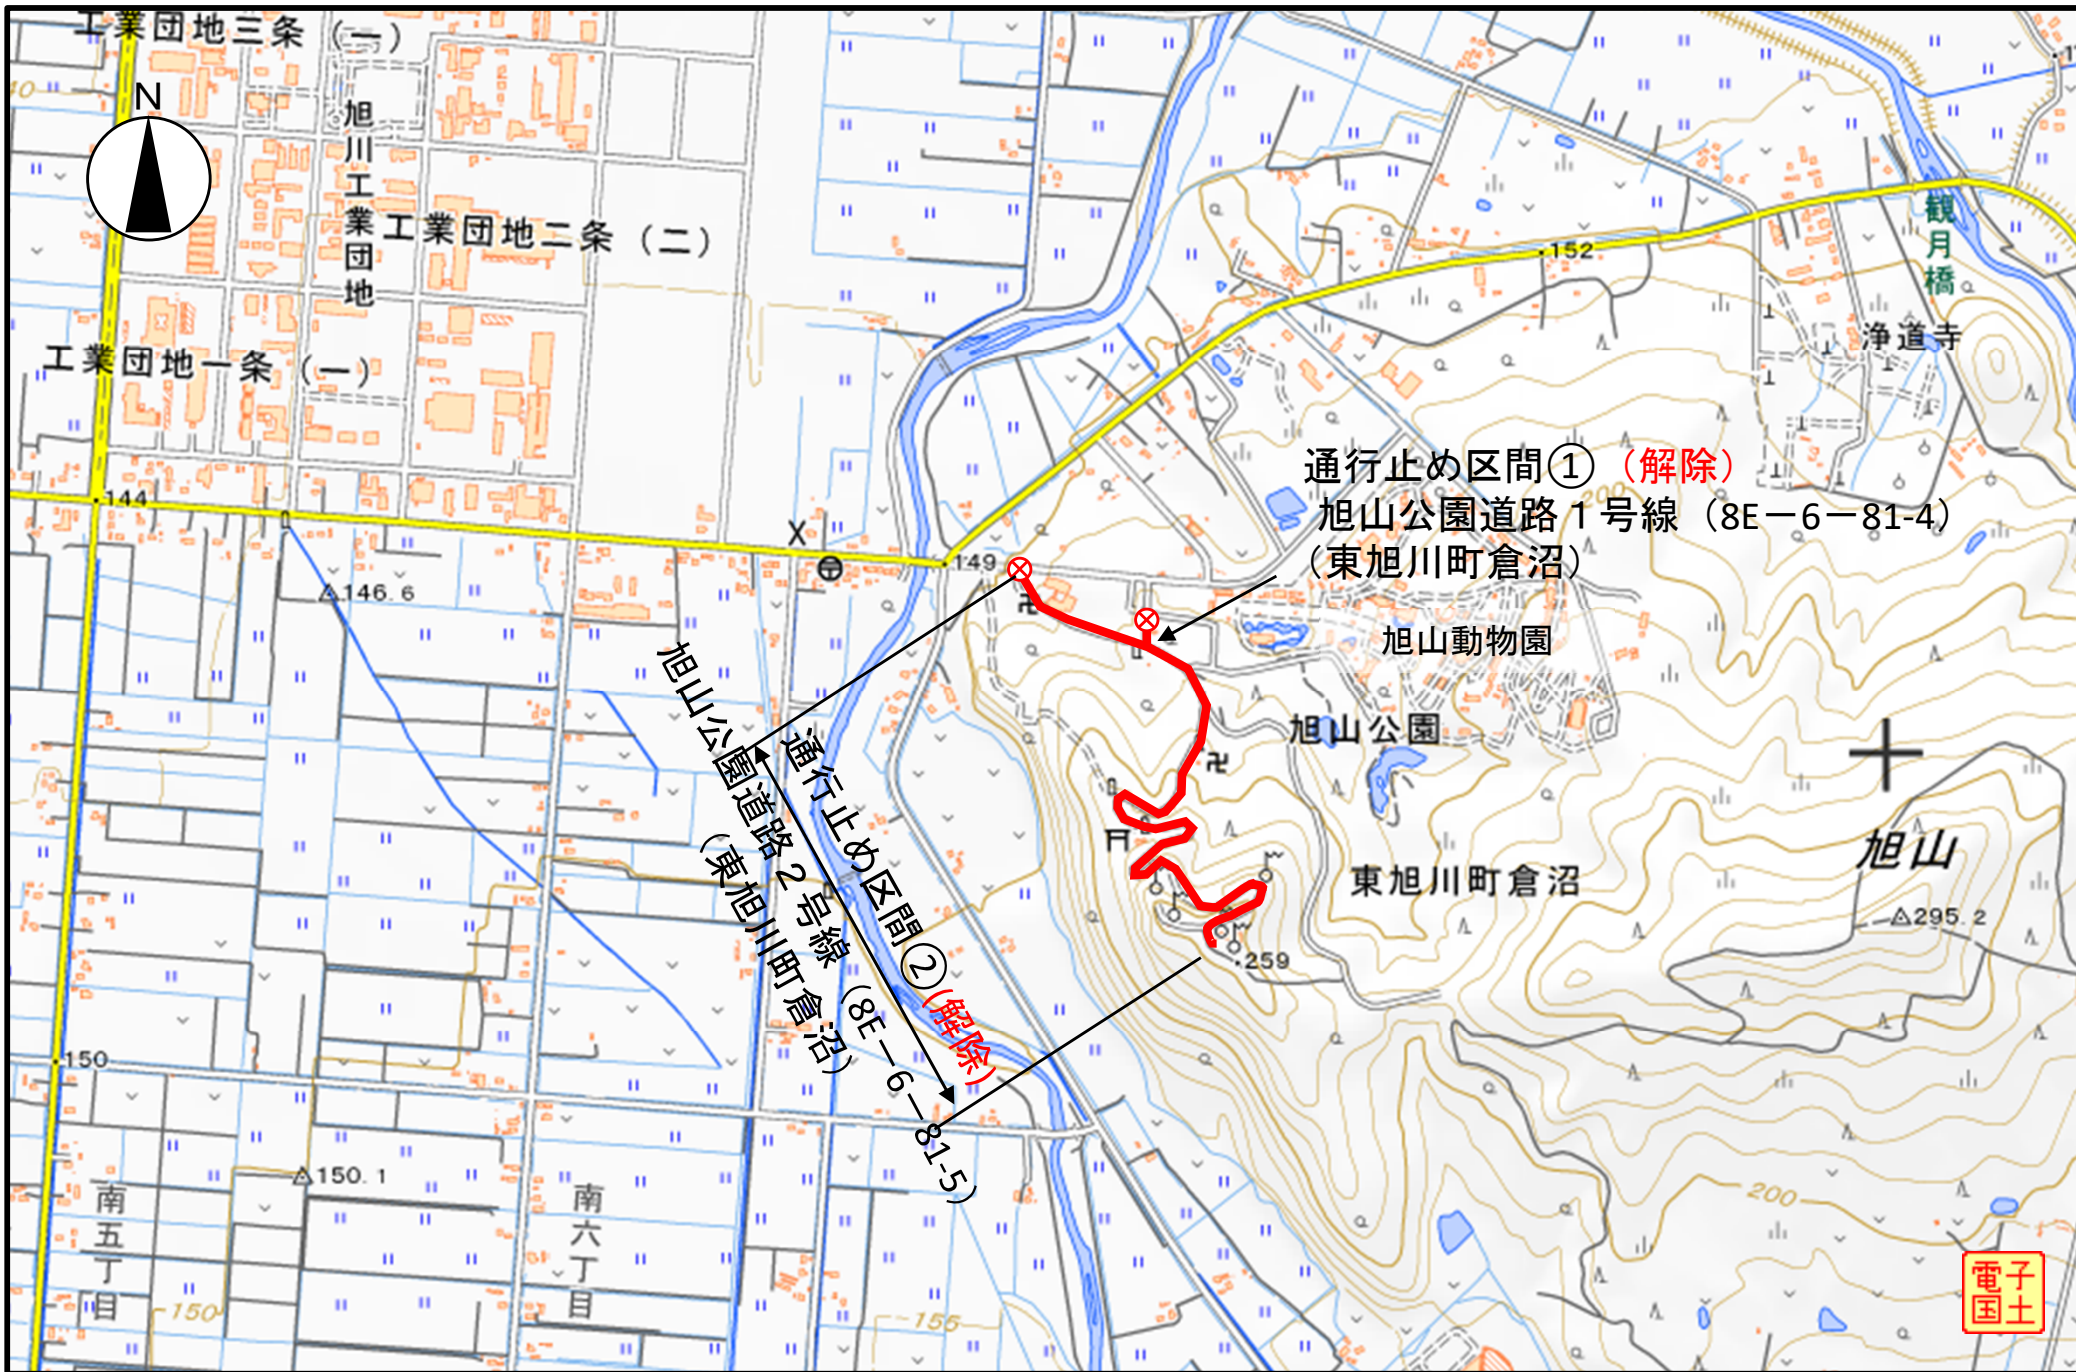 工業団地三条（一）
40
N
旭川工業団地
工業団地二条（二）
観月橋
152
浄道寺
工業団地一条（一）
通行止め区間①（解除）
旭山公園道路１号線（8E－6－81-4）
（東旭川町倉沼）
200
144
X
149
146.6
旭山動物園
旭山公園
通行止め区間②(解除)
旭山公園道路２号線（8E－6－81-5）
（東旭川町倉沼）
旭山
東旭川町倉沼
295.2
259
150
150.1
南五丁目
南六丁目
200
150
155
電子
国土